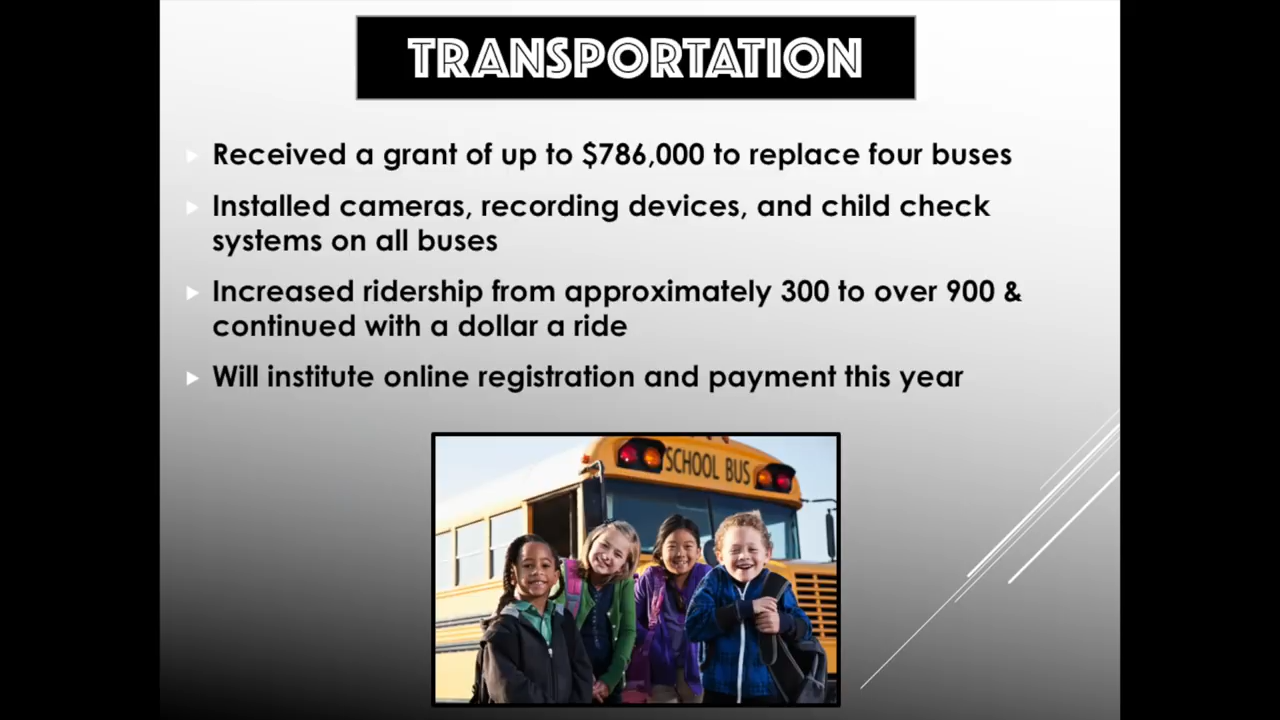 TRANSPORTATION
Received a grant of up to $786,000 to replace four buses
Installed cameras, recording devices, and child check
systems on all buses
Increased ridership from approximately 300 to over 900 &
continued with a dollar a ride
Will institute online registration and payment this year
SCHOOL BUS